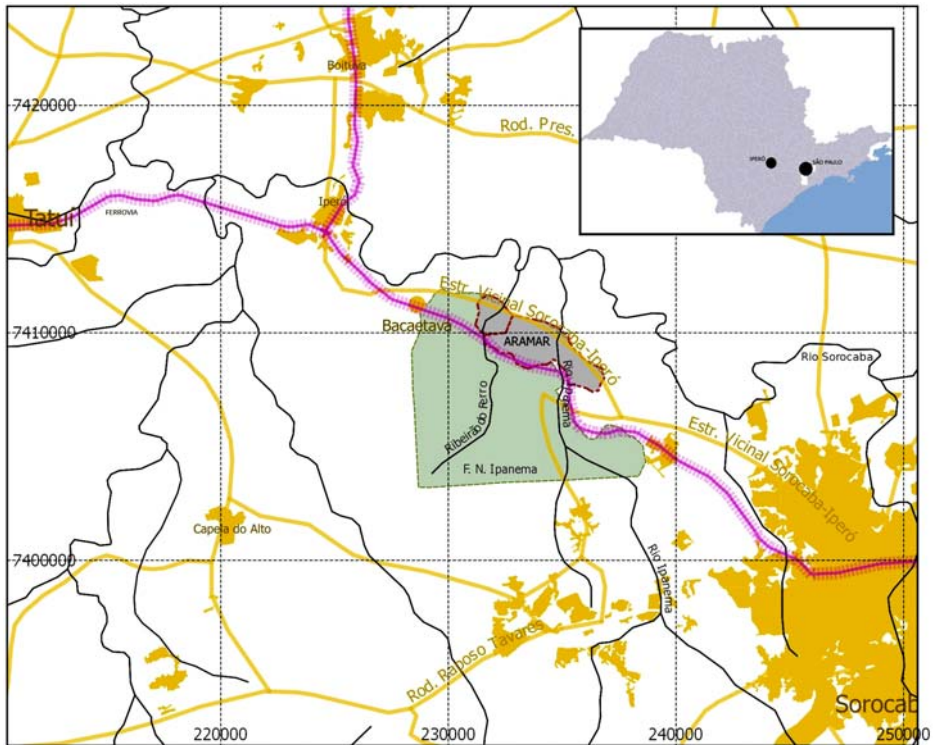 Boituva
7420000
Rod. Pres.
IPERÓ
SÃO PAULO
Tatuí
FERROVIA
Iperó
Estr. Vicinal Sorocaba-Iperó
Bacaetava
7410000
ARAMAR
Rio Sorocaba
Ribeirão do Ferro
Rio Ipanema
F. N. Ipanema
Estr. Vicinal Sorocaba-Iperó
Capela do Alto
7400000
Rio Ipanema
Rod. Raposo Tavares
Sorocab
220000
230000
240000
250000